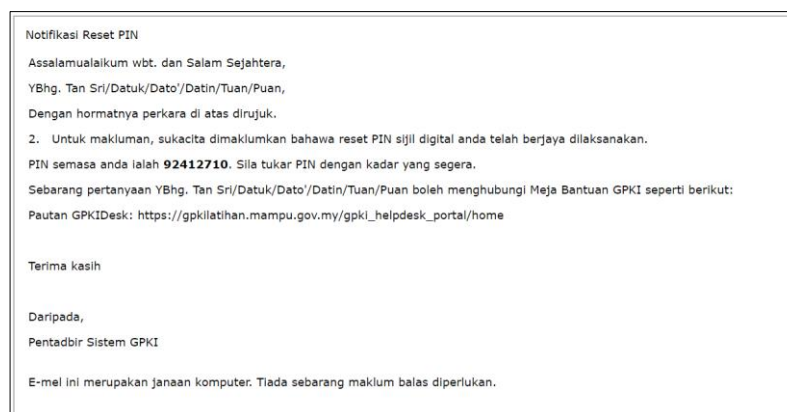 Notifikasi Reset PIN
Assalamualaikum wbt. dan Salam Sejahtera,
YBhg. Tan Sri/Datuk/Dato'/Datin/Tuan/Puan,
Dengan hormatnya perkara di atas dirujuk.
2. Untuk makluman, sukacita dimaklumkan bahawa reset PIN sijil digital anda telah berjaya dilaksanakan.
PIN semasa anda ialah 92412710. Sila tukar PIN dengan kadar yang segera.
Sebarang pertanyaan YBhg. Tan Sri/Datuk/Dato'/Datin/Tuan/Puan boleh menghubungi Meja Bantuan GPKI seperti berikut:
Pautan GPKIDesk: https://gpkilatihan.mampu.gov.my/gpki_helpdesk_portal/home
Terima kasih
Daripada,
Pentadbir Sistem GPKI
E-mel ini merupakan janaan komputer. Tiada sebarang maklum balas diperlukan.